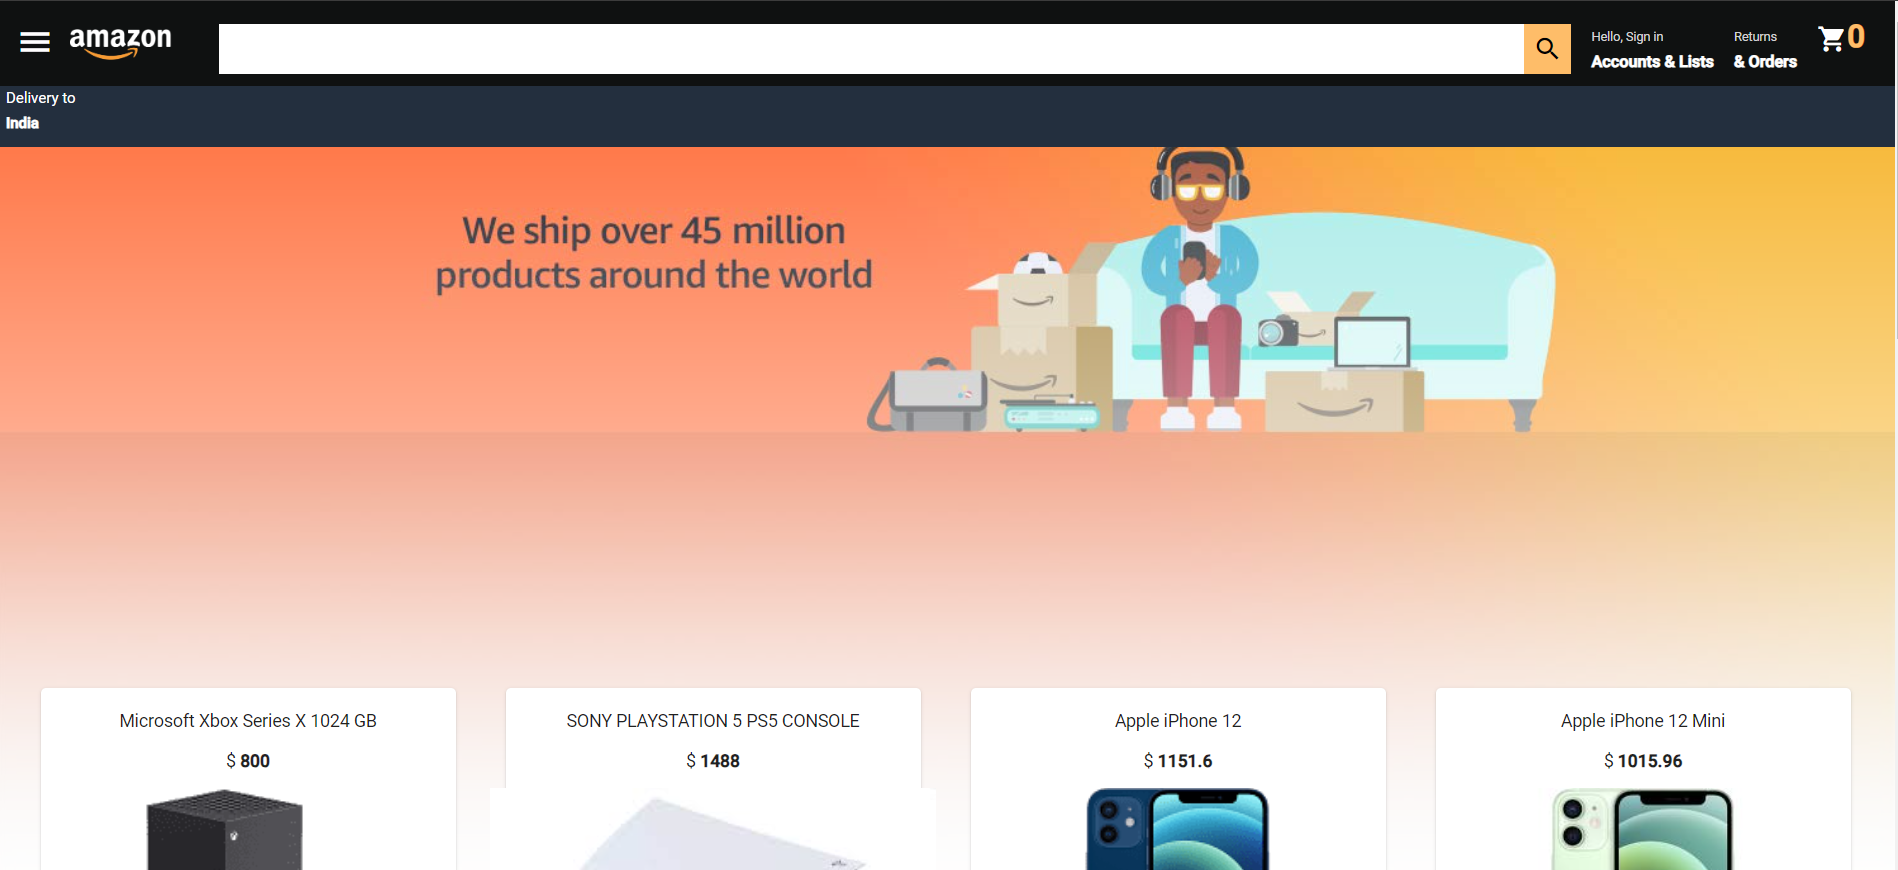 amazon
Hello, Sign in
Accounts & Lists
Returns
& Orders
0
Delivery to
India
We ship over 45 million
products around the world
Microsoft Xbox Series X 1024 GB
$ 800
SONY PLAYSTATION 5 PS5 CONSOLE
$ 1488
Apple iPhone 12
$ 1151.6
Apple iPhone 12 Mini
$ 1015.96